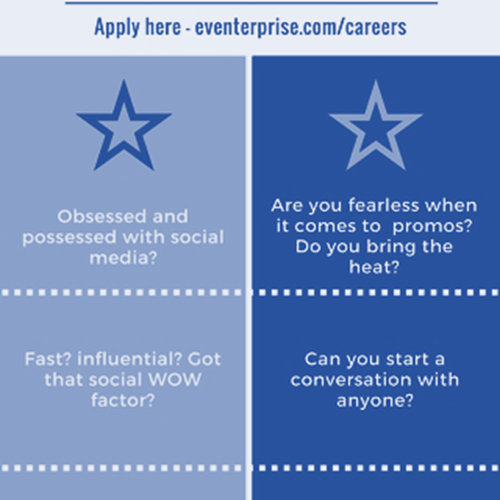 Apply here - eventerprise.com/careers
Obsessed and
possessed with social
media?
Are you fearless when
it comes to promos?
Do you bring the
heat?
Fast? influential? Got
that social WOW
factor?
Can you start a
conversation with
anyone?